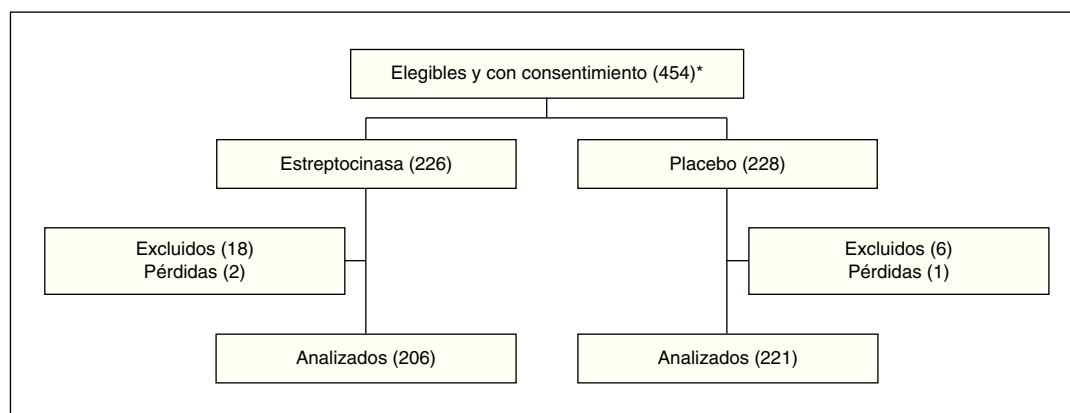 Elegibles y con consentimiento (454)*
Estreptocinasa (226)
Placebo (228)
Excluidos (18)
Pérdidas (2)
Excluidos (6)
Pérdidas (1)
Analizados (206)
Analizados (221)